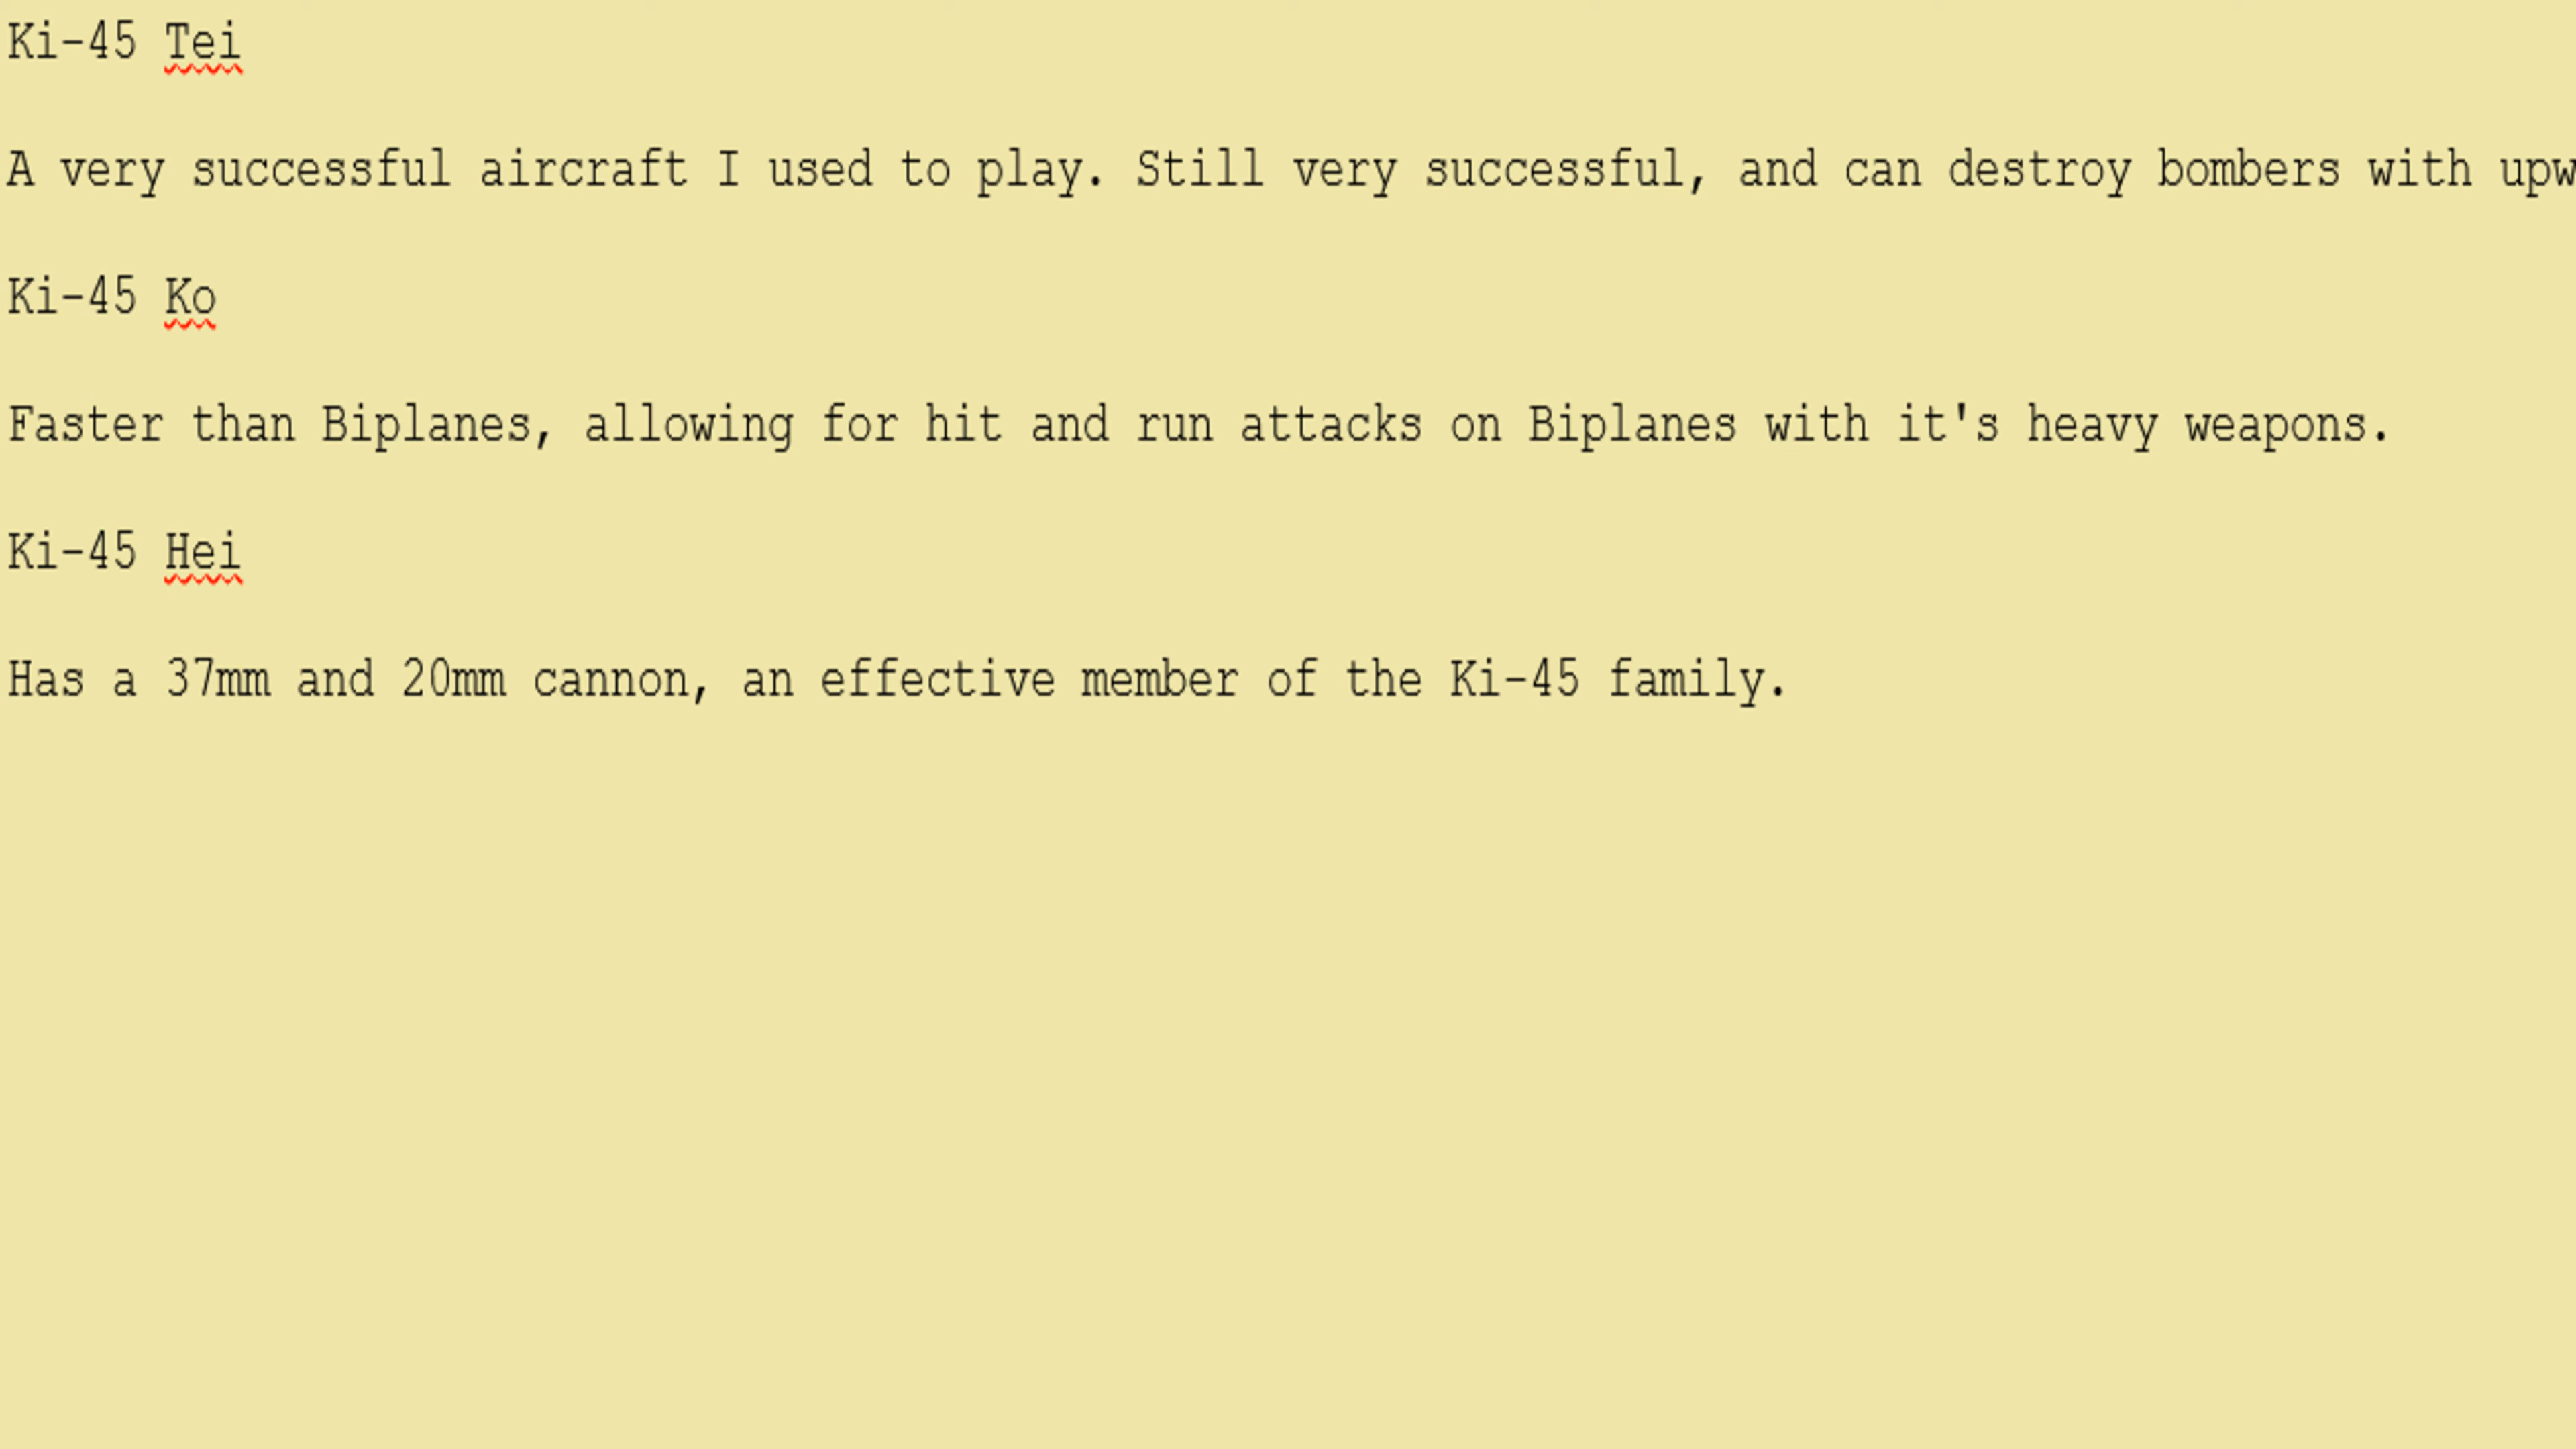 Ki-45 Tei
A very successful aircraft I used to play. Still very successful, and can destroy bombers with upw
Ki-45 Ko
Faster than Biplanes, allowing for hit and run attacks on Biplanes with it's heavy weapons.
Ki-45 Hei
Has a 37mm and 20mm cannon, an effective member of the Ki-45 family.